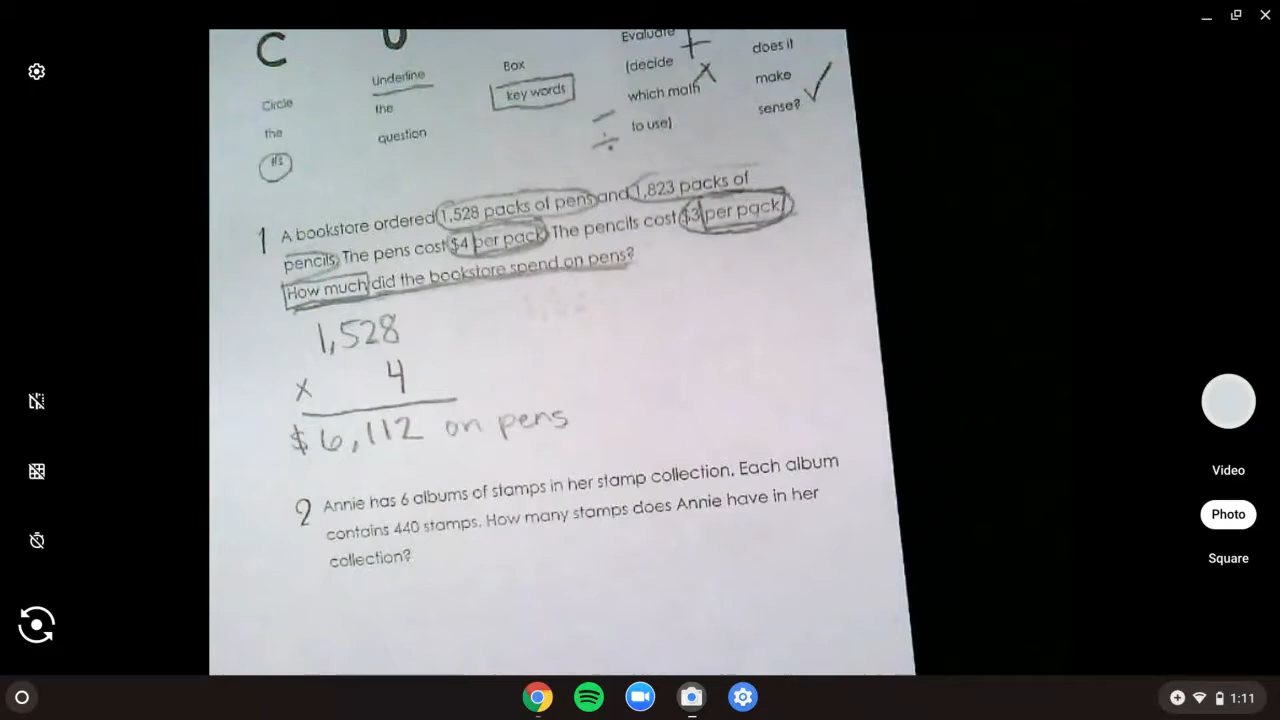 C U
Evaluate +
does it
Underline
Box
(decide
make
Circle
the
key words
which math x
sense? ✓
the
question
÷
to use)
#s
1 A bookstore ordered 1,528 packs of pens and 1,823 packs of
pencils. The pens cost $4 per pack. The pencils cost $3 per pack.
How much did the bookstore spend on pens?
1,528
x 4
$6,112 on pens
2 Annie has 6 albums of stamps in her stamp collection. Each album
contains 440 stamps. How many stamps does Annie have in her
collection?
Video
Photo
Square
1:11